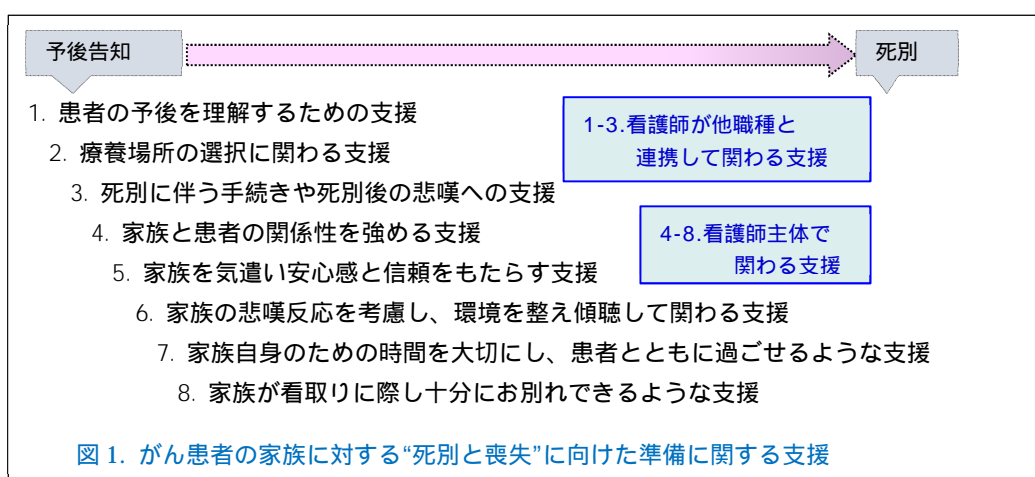 予後告知
死別
1. 患者の予後を理解するための支援
1-3.看護師が他職種と
連携して関わる支援
2. 療養場所の選択に関わる支援
3. 死別に伴う手続きや死別後の悲嘆への支援
4. 家族と患者の関係性を強める支援
4-8.看護師主体で
関わる支援
5. 家族を気遣い安心感と信頼をもたらす支援
6. 家族の悲嘆反応を考慮し、環境を整え傾聴して関わる支援
7. 家族自身のための時間を大切にし、患者とともに過ごせるような支援
8. 家族が看取りに際し十分にお別れできるような支援
図 1. がん患者の家族に対する“死別と喪失”に向けた準備に関する支援